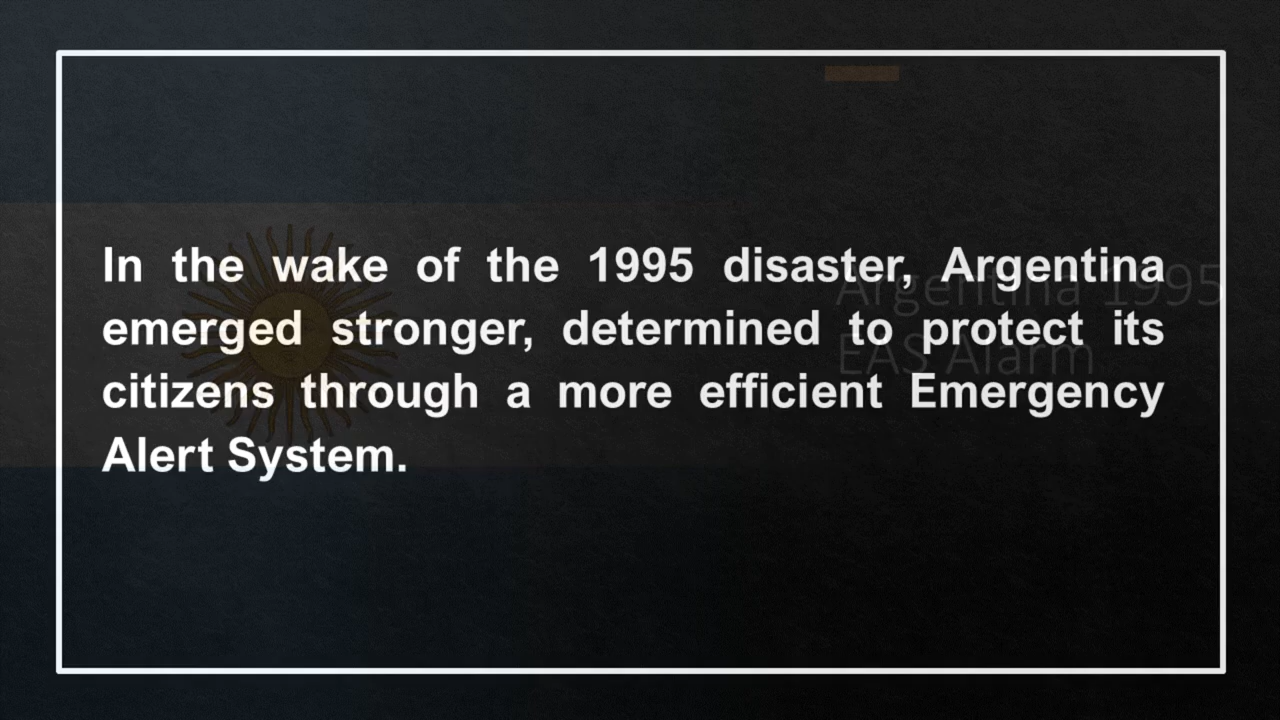 In the wake of the 1995 disaster, Argentina
emerged stronger, determined to protect its
citizens through a more efficient Emergency
Alert System.
Argentina 1995
EAS Alarm